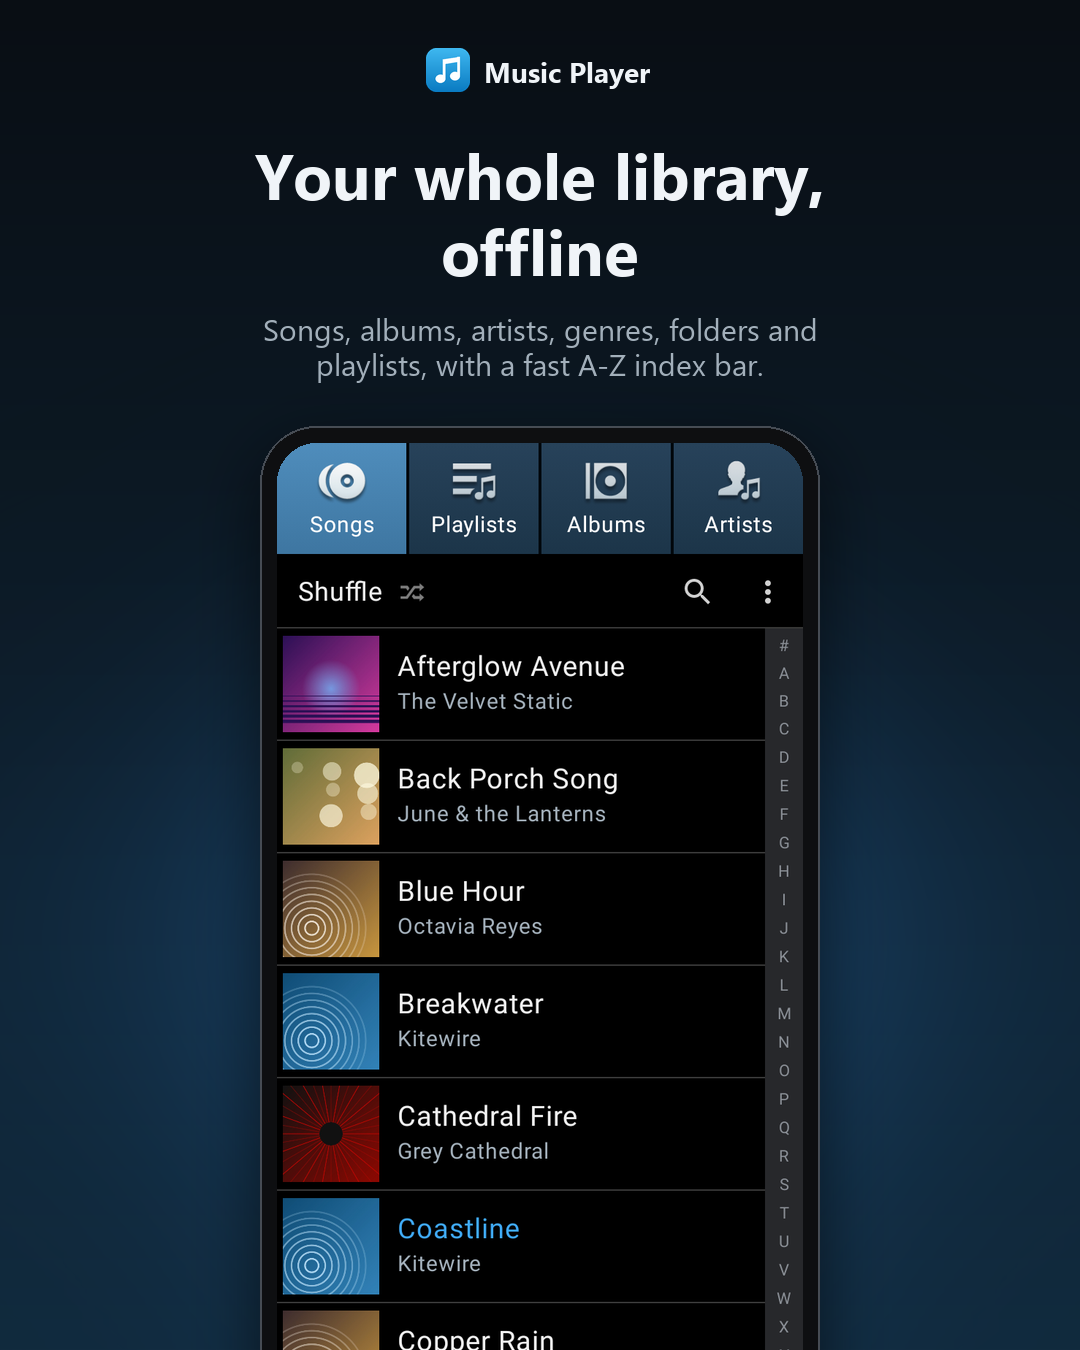 Music Player
Your whole library,
offline
Songs, albums, artists, genres, folders and
playlists, with a fast A-Z index bar.
Songs Playlists Albums Artists
Shuffle
Afterglow Avenue
The Velvet Static
Back Porch Song
June & the Lanterns
Blue Hour
Octavia Reyes
Breakwater
Kitewire
Cathedral Fire
Grey Cathedral
Coastline
Kitewire
Copper Rain
#
A
B
C
D
E
F
G
H
I
J
K
L
M
N
O
P
Q
R
S
T
U
V
W
X